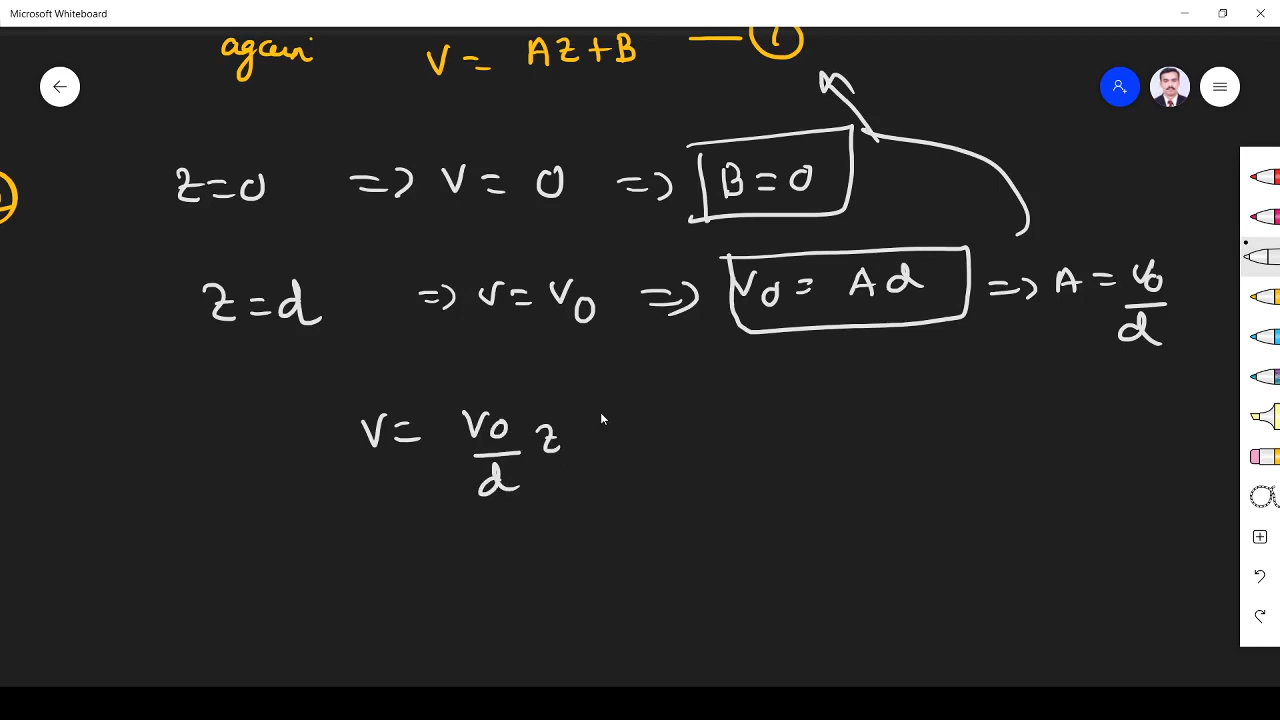 Microsoft Whiteboard
again V = Az + B — ①
z = 0 => V = 0 => B = 0
z = d => V = V0 => V0 = Ad => A = V0/d
V = V0/d z